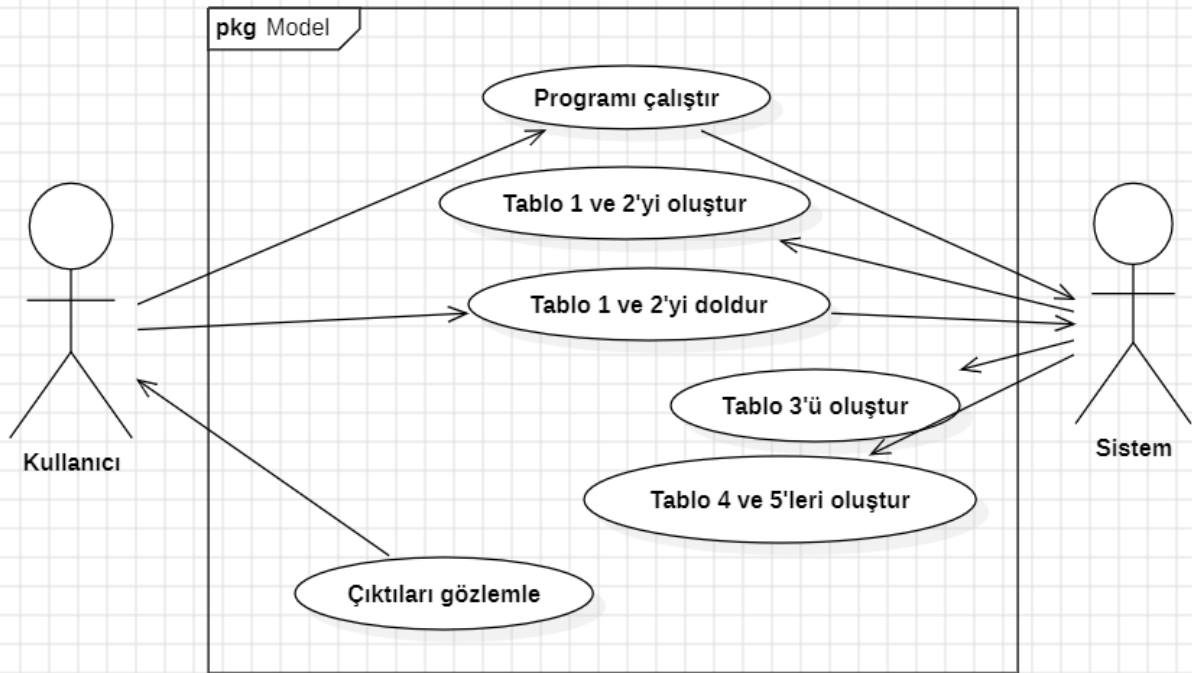 pkg Model
Programı çalıştır
Tablo 1 ve 2'yi oluştur
Tablo 1 ve 2'yi doldur
Tablo 3'ü oluştur
Sistem
Kullanıcı
Tablo 4 ve 5'leri oluştur
Çıktıları gözlemle